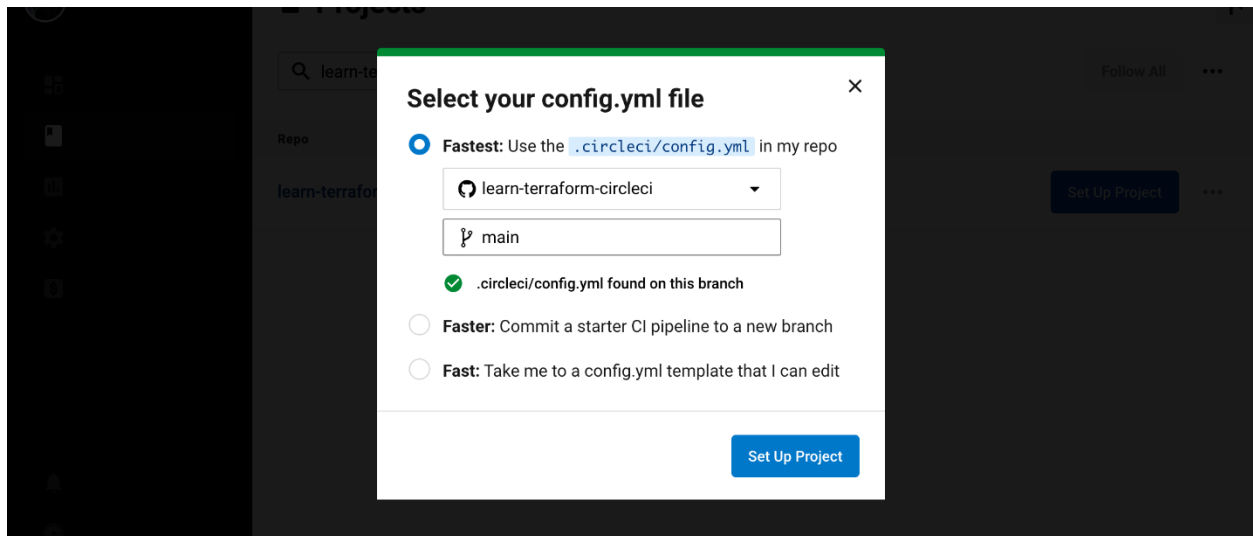 Projects
learn-te
Follow All
Select your config.yml file
Fastest: Use the .circleci/config.yml in my repo
learn-terraform-circleci
main
.circleci/config.yml found on this branch
Faster: Commit a starter CI pipeline to a new branch
Fast: Take me to a config.yml template that I can edit
Set Up Project
Repo
learn-terrafor
Set Up Project